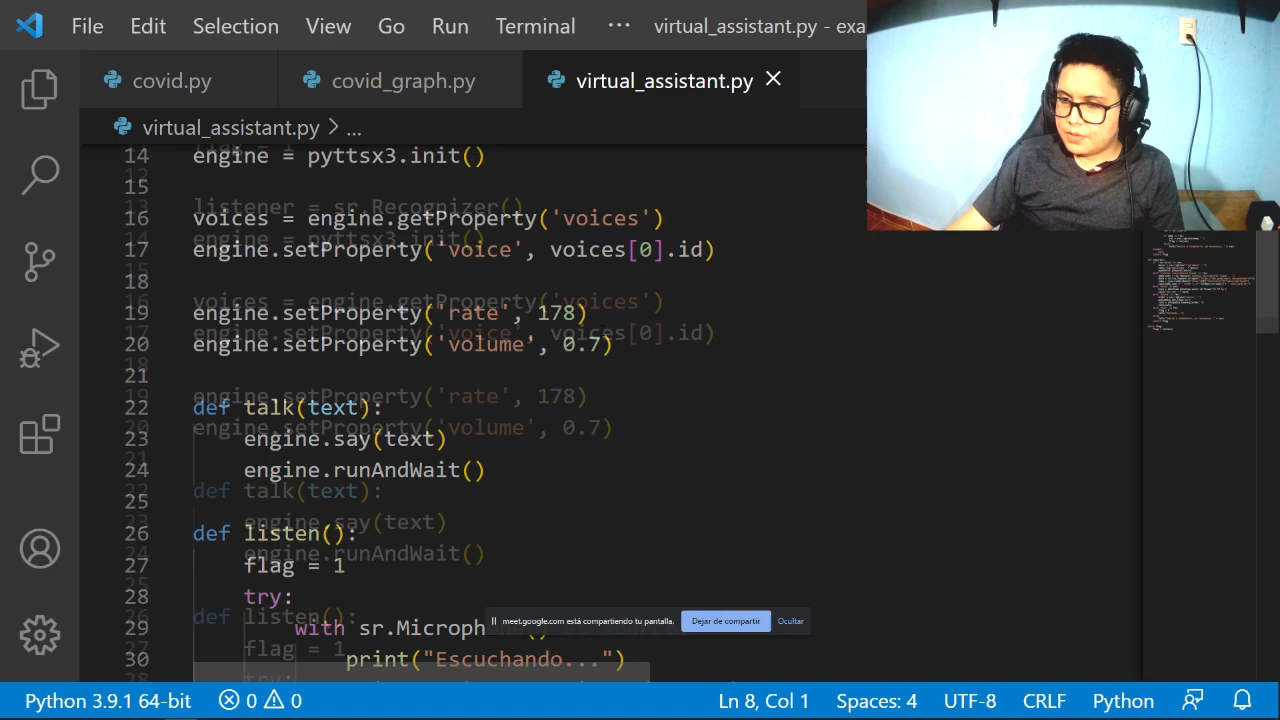 File Edit Selection View Go Run Terminal ··· virtual_assistant.py - exa
covid.py covid_graph.py virtual_assistant.py
virtual_assistant.py > ...
14 engine = pyttsx3.init()
15
16 voices = engine.getProperty('voices')
17 engine.setProperty('voice', voices[0].id)
18
19 engine.setProperty('rate', 178)
20 engine.setProperty('volume', 0.7)
21
22 def talk(text):
23 engine.say(text)
24 engine.runAndWait()
25
26 def listen():
27 flag = 1
28 try:
29 with sr.Microph
meet.google.com está compartiendo tu pantalla. Dejar de compartir Ocultar
30 print("Escuchando...")
Python 3.9.1 64-bit 0 0 Ln 8, Col 1 Spaces: 4 UTF-8 CRLF Python